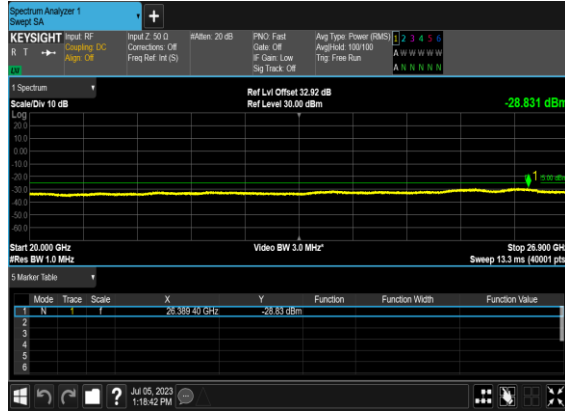 Spectrum Analyzer 1
Swept SA
KEYSIGHT Input: RF Input Z: 50 Ω #Atten: 20 dB PNO: Fast Avg Type: Power (RMS) 1 2 3 4 5 6
R T Coupling: DC Corrections: Off Gate: Off Avg|Hold: 100/100 A W W W W W
Align: Off Freq Ref: Int (S) IF Gain: Low Trig: Free Run
Sig Track: Off A N N N N N
1 Spectrum Ref Lvl Offset 32.92 dB
Scale/Div 10 dB Ref Level 30.00 dBm -28.831 dBm
Log
20.0
10.0
0.00
-10.0
-20.0
1
-30.0
-40.0
-50.0
-60.0
Start 20.000 GHz Video BW 3.0 MHz* Stop 26.900 GH
#Res BW 1.0 MHz Sweep 13.3 ms (40001 pts
5 Marker Table
Mode Trace Scale X Y Function Function Width Function Value
1 N 1 f 26.389 40 GHz -28.83 dBm
2
3
4
5
6
? Jul 05, 2023
1:18:42 PM